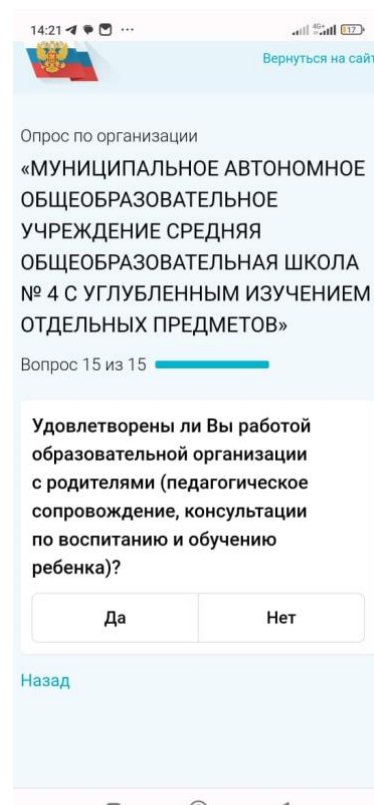 14:21
4G+
17
Вернуться на сайт
Опрос по организации
«МУНИЦИПАЛЬНОЕ АВТОНОМНОЕ
ОБЩЕОБРАЗОВАТЕЛЬНОЕ
УЧРЕЖДЕНИЕ СРЕДНЯЯ
ОБЩЕОБРАЗОВАТЕЛЬНАЯ ШКОЛА
№ 4 С УГЛУБЛЕННЫМ ИЗУЧЕНИЕМ
ОТДЕЛЬНЫХ ПРЕДМЕТОВ»
Вопрос 15 из 15
Удовлетворены ли Вы работой
образовательной организации
с родителями (педагогическое
сопровождение, консультации
по воспитанию и обучению
ребенка)?
Да Нет
Назад